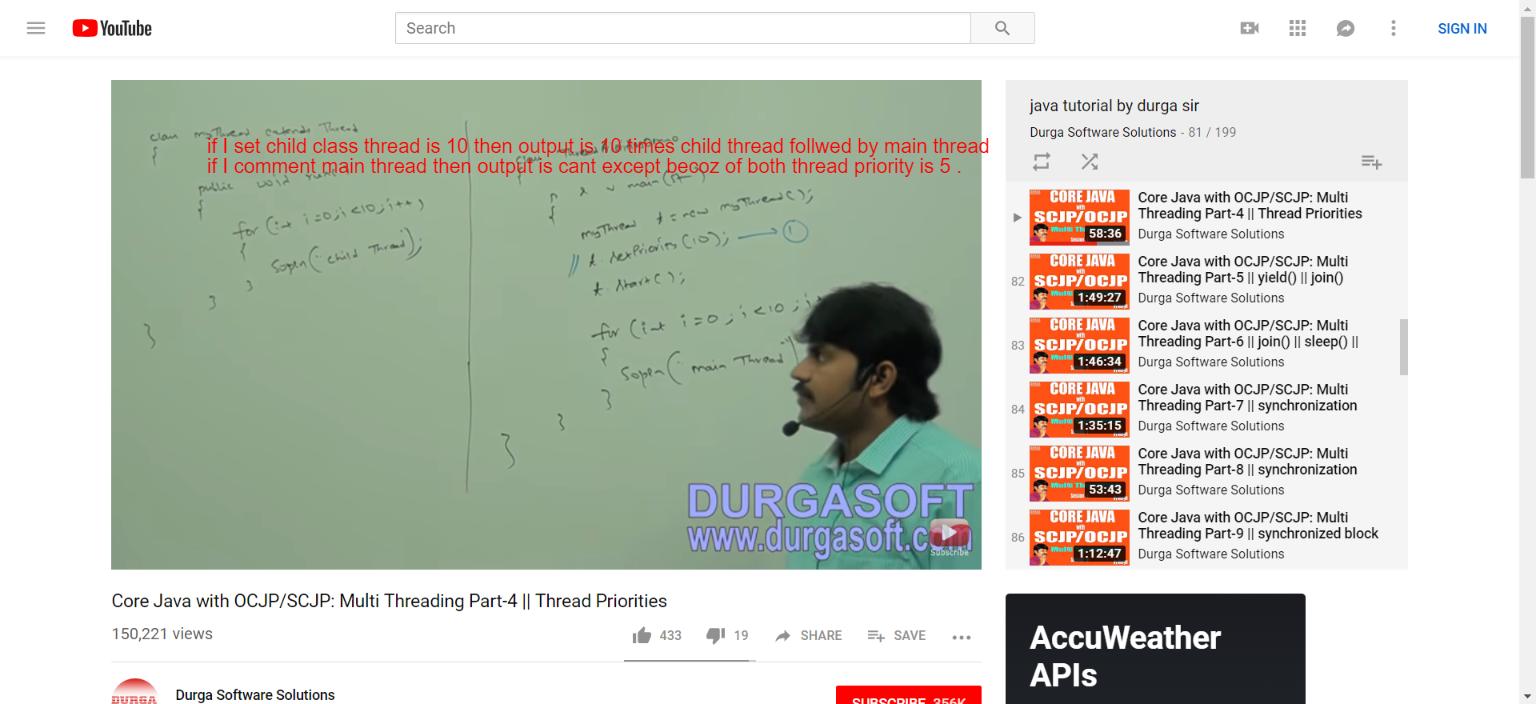 YouTube
Search
SIGN IN
class myThread extends Thread
{
if I set child class thread is 10 then output is 10 times child thread follwed by main thread
if I comment main thread then output is cant except becoz of both thread priority is 5 .
public void
{
for (int i=0; i<10; i++)
{
Sopln("child Thread");
}
}
}
main(
{
myThread t = new myThread();
// t. setPriority(10); → 1
t. start();
for (int i=0; i<10; i+
{
Sopln("main Thread")
}
}
}
DURGASOFT
www.durgasoft.com
Subscribe
java tutorial by durga sir
Durga Software Solutions - 81 / 199
CORE JAVA
with
SCJP/OCJP
58:36
Core Java with OCJP/SCJP: Multi
Threading Part-4 || Thread Priorities
Durga Software Solutions
82
CORE JAVA
with
SCJP/OCJP
1:49:27
Core Java with OCJP/SCJP: Multi
Threading Part-5 || yield() || join()
Durga Software Solutions
83
CORE JAVA
with
SCJP/OCJP
1:46:34
Core Java with OCJP/SCJP: Multi
Threading Part-6 || join() || sleep() ||
Durga Software Solutions
84
CORE JAVA
with
SCJP/OCJP
1:35:15
Core Java with OCJP/SCJP: Multi
Threading Part-7 || synchronization
Durga Software Solutions
85
CORE JAVA
with
SCJP/OCJP
53:43
Core Java with OCJP/SCJP: Multi
Threading Part-8 || synchronization
Durga Software Solutions
86
CORE JAVA
with
SCJP/OCJP
1:12:47
Core Java with OCJP/SCJP: Multi
Threading Part-9 || synchronized block
Durga Software Solutions
Core Java with OCJP/SCJP: Multi Threading Part-4 || Thread Priorities
150,221 views
433
19
SHARE
SAVE
DURGA
Durga Software Solutions
SUBSCRIBE 356K
AccuWeather
APIs